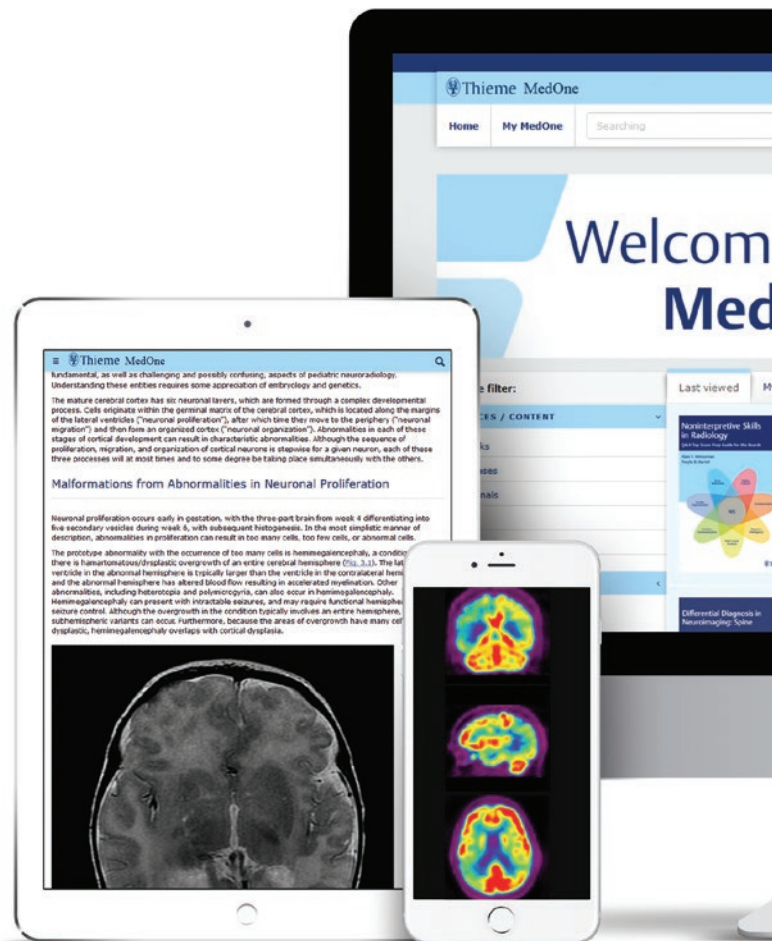 Thieme MedOne
Home My MedOne Searching
Welcom
Med
e filter:
CES / CONTENT
ks
ases
nals
Last viewed M
Noninterpretive Skills
in Radiology
Differential Diagnosis in
Neuroimaging: Spine
Thieme MedOne
fundamental, as well as challenging and possibly confusing, aspects of pediatric neuroradiology.
Understanding these entities requires some appreciation of embryology and genetics.
The mature cerebral cortex has six neuronal layers, which are formed through a complex developmental
process. Cells originate within the germinal matrix of the cerebral cortex, which is located along the margins
of the lateral ventricles ("neuronal proliferation"), after which time they move to the periphery ("neuronal
migration") and then form an organized cortex ("neuronal organization"). Abnormalities in each of these
stages of cortical development can result in characteristic abnormalities. Although the sequence of
proliferation, migration, and organization of cortical neurons is stepwise for a given neuron, each of these
three processes will at most times and to some degree be taking place simultaneously with the others.
Malformations from Abnormalities in Neuronal Proliferation
Neuronal proliferation occurs early in gestation, with the three-part brain from week 4 differentiating into
five secondary vesicles during week 6, with subsequent histogenesis. In the most simplistic manner of
description, abnormalities in proliferation can result in too many cells, too few cells, or abnormal cells.
The prototype abnormality with the occurrence of too many cells is hemimegalencephaly, a conditio
there is hamartomatous/dysplastic overgrowth of an entire cerebral hemisphere (Fig. 3.1). The lat
ventricle in the abnormal hemisphere is typically larger than the ventricle in the contralateral hemi
and the abnormal hemisphere has altered blood flow resulting in accelerated myelination. Other
abnormalities, including heterotopia and polymicrogyria, can also occur in hemimegalencephaly.
Hemimegalencephaly can present with intractable seizures, and may require functional hemisphe
seizure control. Although the overgrowth in the condition typically involves an entire hemisphere,
subhemispheric variants can occur. Furthermore, because the areas of overgrowth have many cel
dysplastic, hemimegalencephaly overlaps with cortical dysplasia.